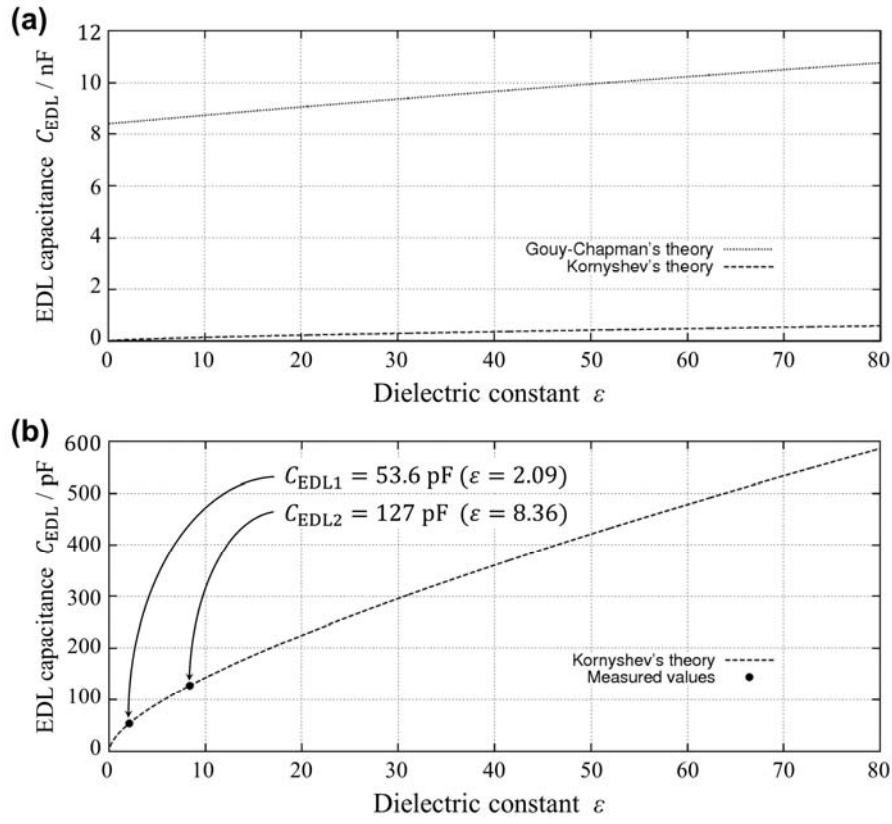 (a)
12
10
8
6
4
2
0
EDL capacitance C_EDL / nF
Gouy-Chapman's theory
Kornyshev's theory
0 10 20 30 40 50 60 70 80
Dielectric constant ε
(b)
600
500
400
300
200
100
0
EDL capacitance C_EDL / pF
C_EDL1 = 53.6 pF (ε = 2.09)
C_EDL2 = 127 pF (ε = 8.36)
Kornyshev's theory
Measured values
0 10 20 30 40 50 60 70 80
Dielectric constant ε